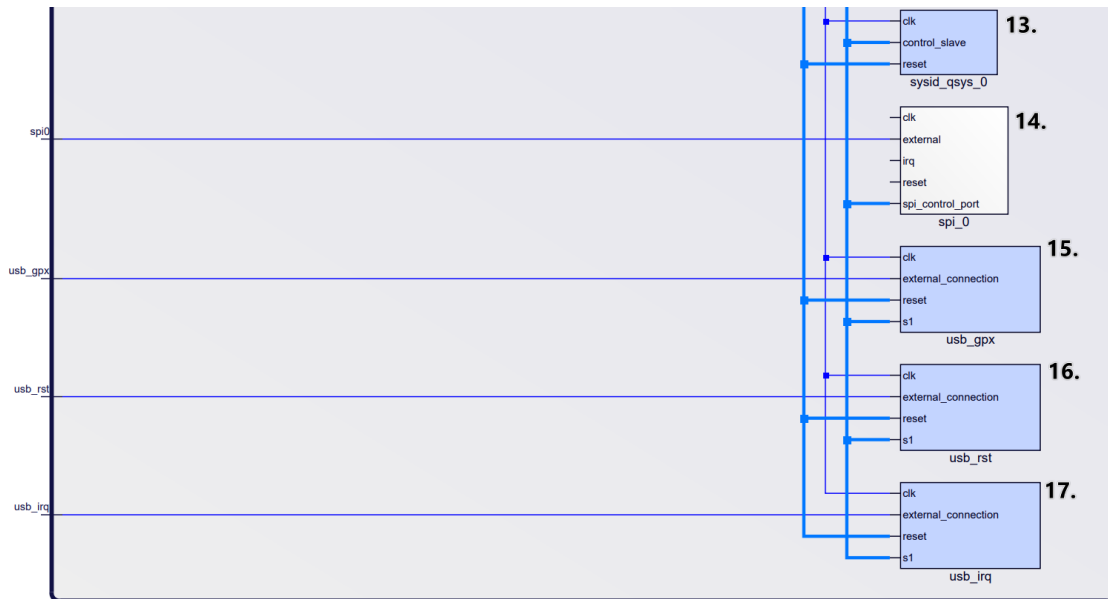 clk
13.
control_slave
reset
sysid_qsys_0
spi0
clk
14.
external
irq
reset
spi_control_port
spi_0
usb_gpx
clk
15.
external_connection
reset
s1
usb_gpx
usb_rst
clk
16.
external_connection
reset
s1
usb_rst
usb_irq
clk
17.
external_connection
reset
s1
usb_irq